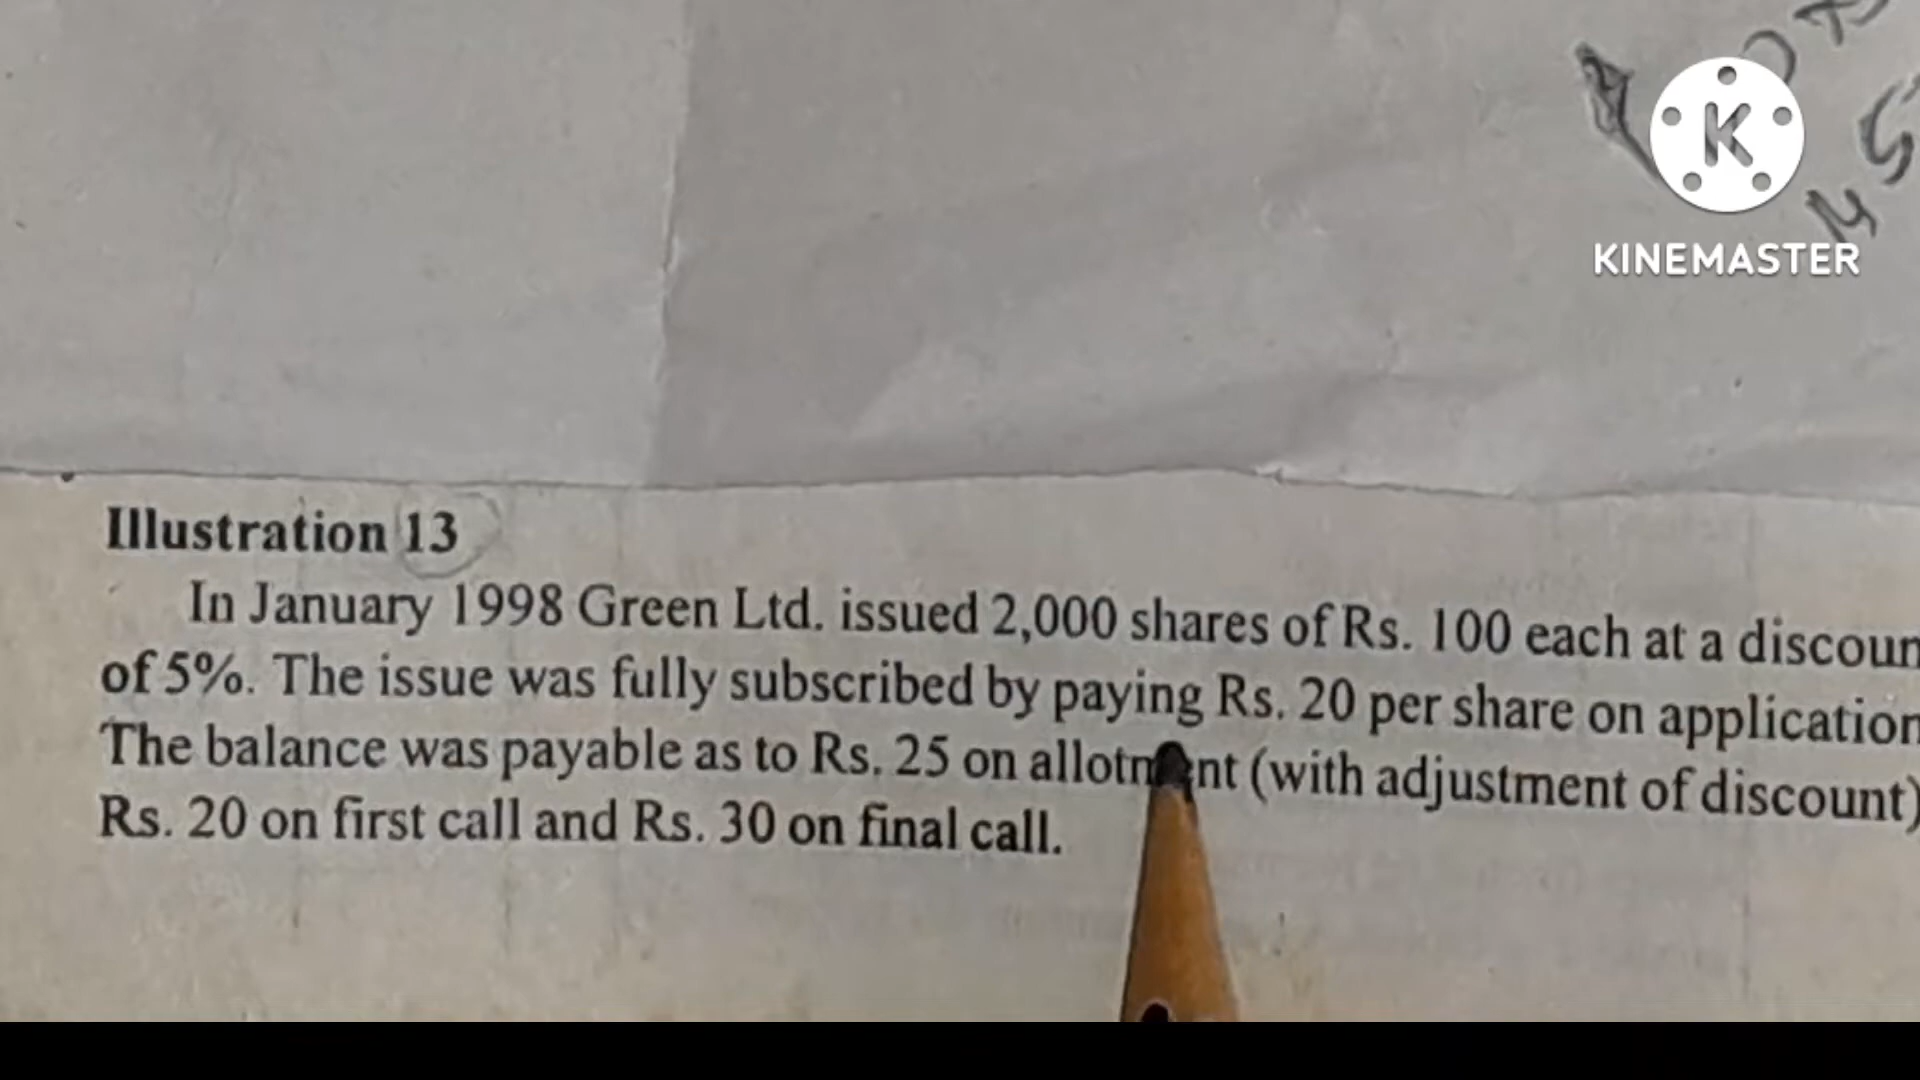 KINEMASTER
Illustration 13
In January 1998 Green Ltd. issued 2,000 shares of Rs. 100 each at a discoun
of 5%. The issue was fully subscribed by paying Rs. 20 per share on application
The balance was payable as to Rs. 25 on allotment (with adjustment of discount)
Rs. 20 on first call and Rs. 30 on final call.